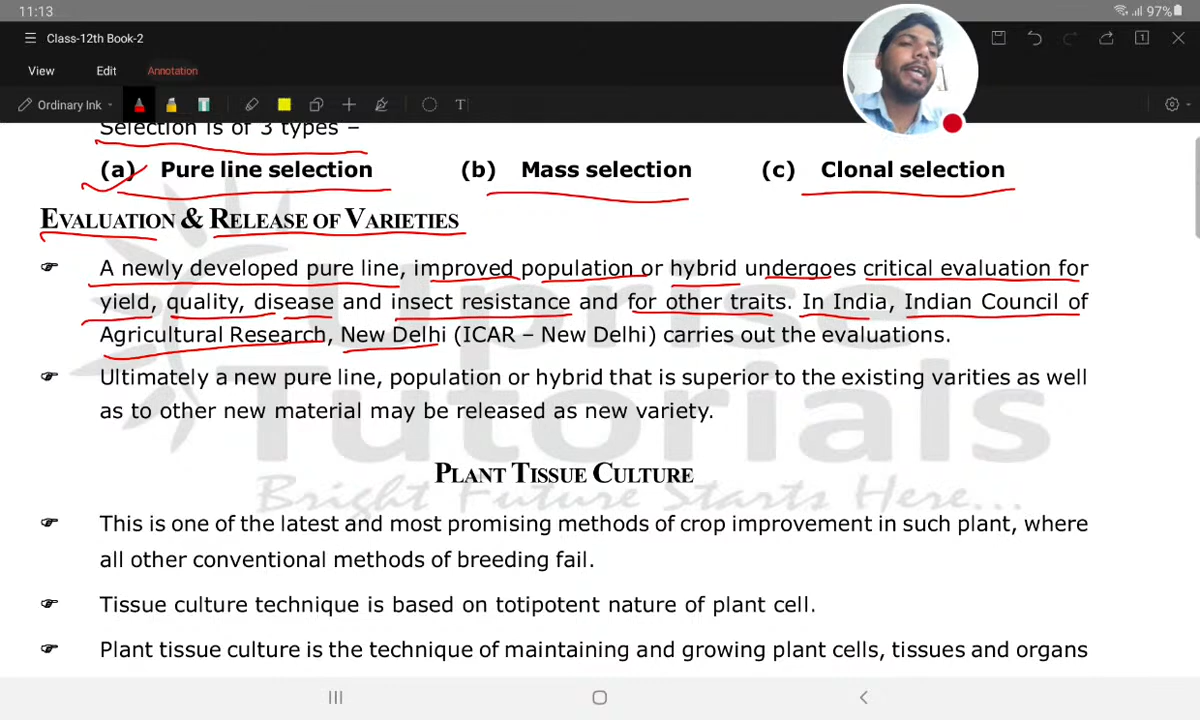 11:13
97%
Class-12th Book-2
1
View Edit Annotation
Ordinary Ink
T
Selection is of 3 types –
(a) Pure line selection (b) Mass selection (c) Clonal selection
EVALUATION & RELEASE OF VARIETIES
A newly developed pure line, improved population or hybrid undergoes critical evaluation for
yield, quality, disease and insect resistance and for other traits. In India, Indian Council of
Agricultural Research, New Delhi (ICAR – New Delhi) carries out the evaluations.
Ultimately a new pure line, population or hybrid that is superior to the existing varities as well
as to other new material may be released as new variety.
Uprise
Tutorials
Bright Future Starts Here...
PLANT TISSUE CULTURE
This is one of the latest and most promising methods of crop improvement in such plant, where
all other conventional methods of breeding fail.
Tissue culture technique is based on totipotent nature of plant cell.
Plant tissue culture is the technique of maintaining and growing plant cells, tissues and organs